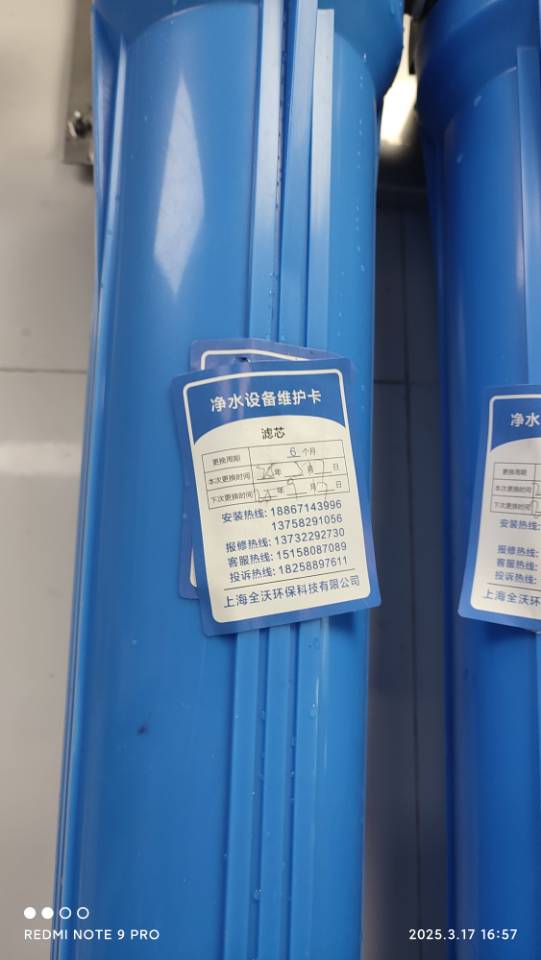 净水设备维护卡
滤芯
更换周期 6 个月
本次更换时间 25 年 3 月 日
下次更换时间 年 9 月 17 日
安装热线: 18867143996
13758291056
报修热线: 13732292730
客服热线: 15158087089
投诉热线: 18258897611
上海全沃环保科技有限公司
净水
更换周期
本次更换时间
下次更换时间
安装热线:
报修热线:
客服热线:
投诉热线:
上海全沃环
REDMI NOTE 9 PRO
2025.3.17 16:57